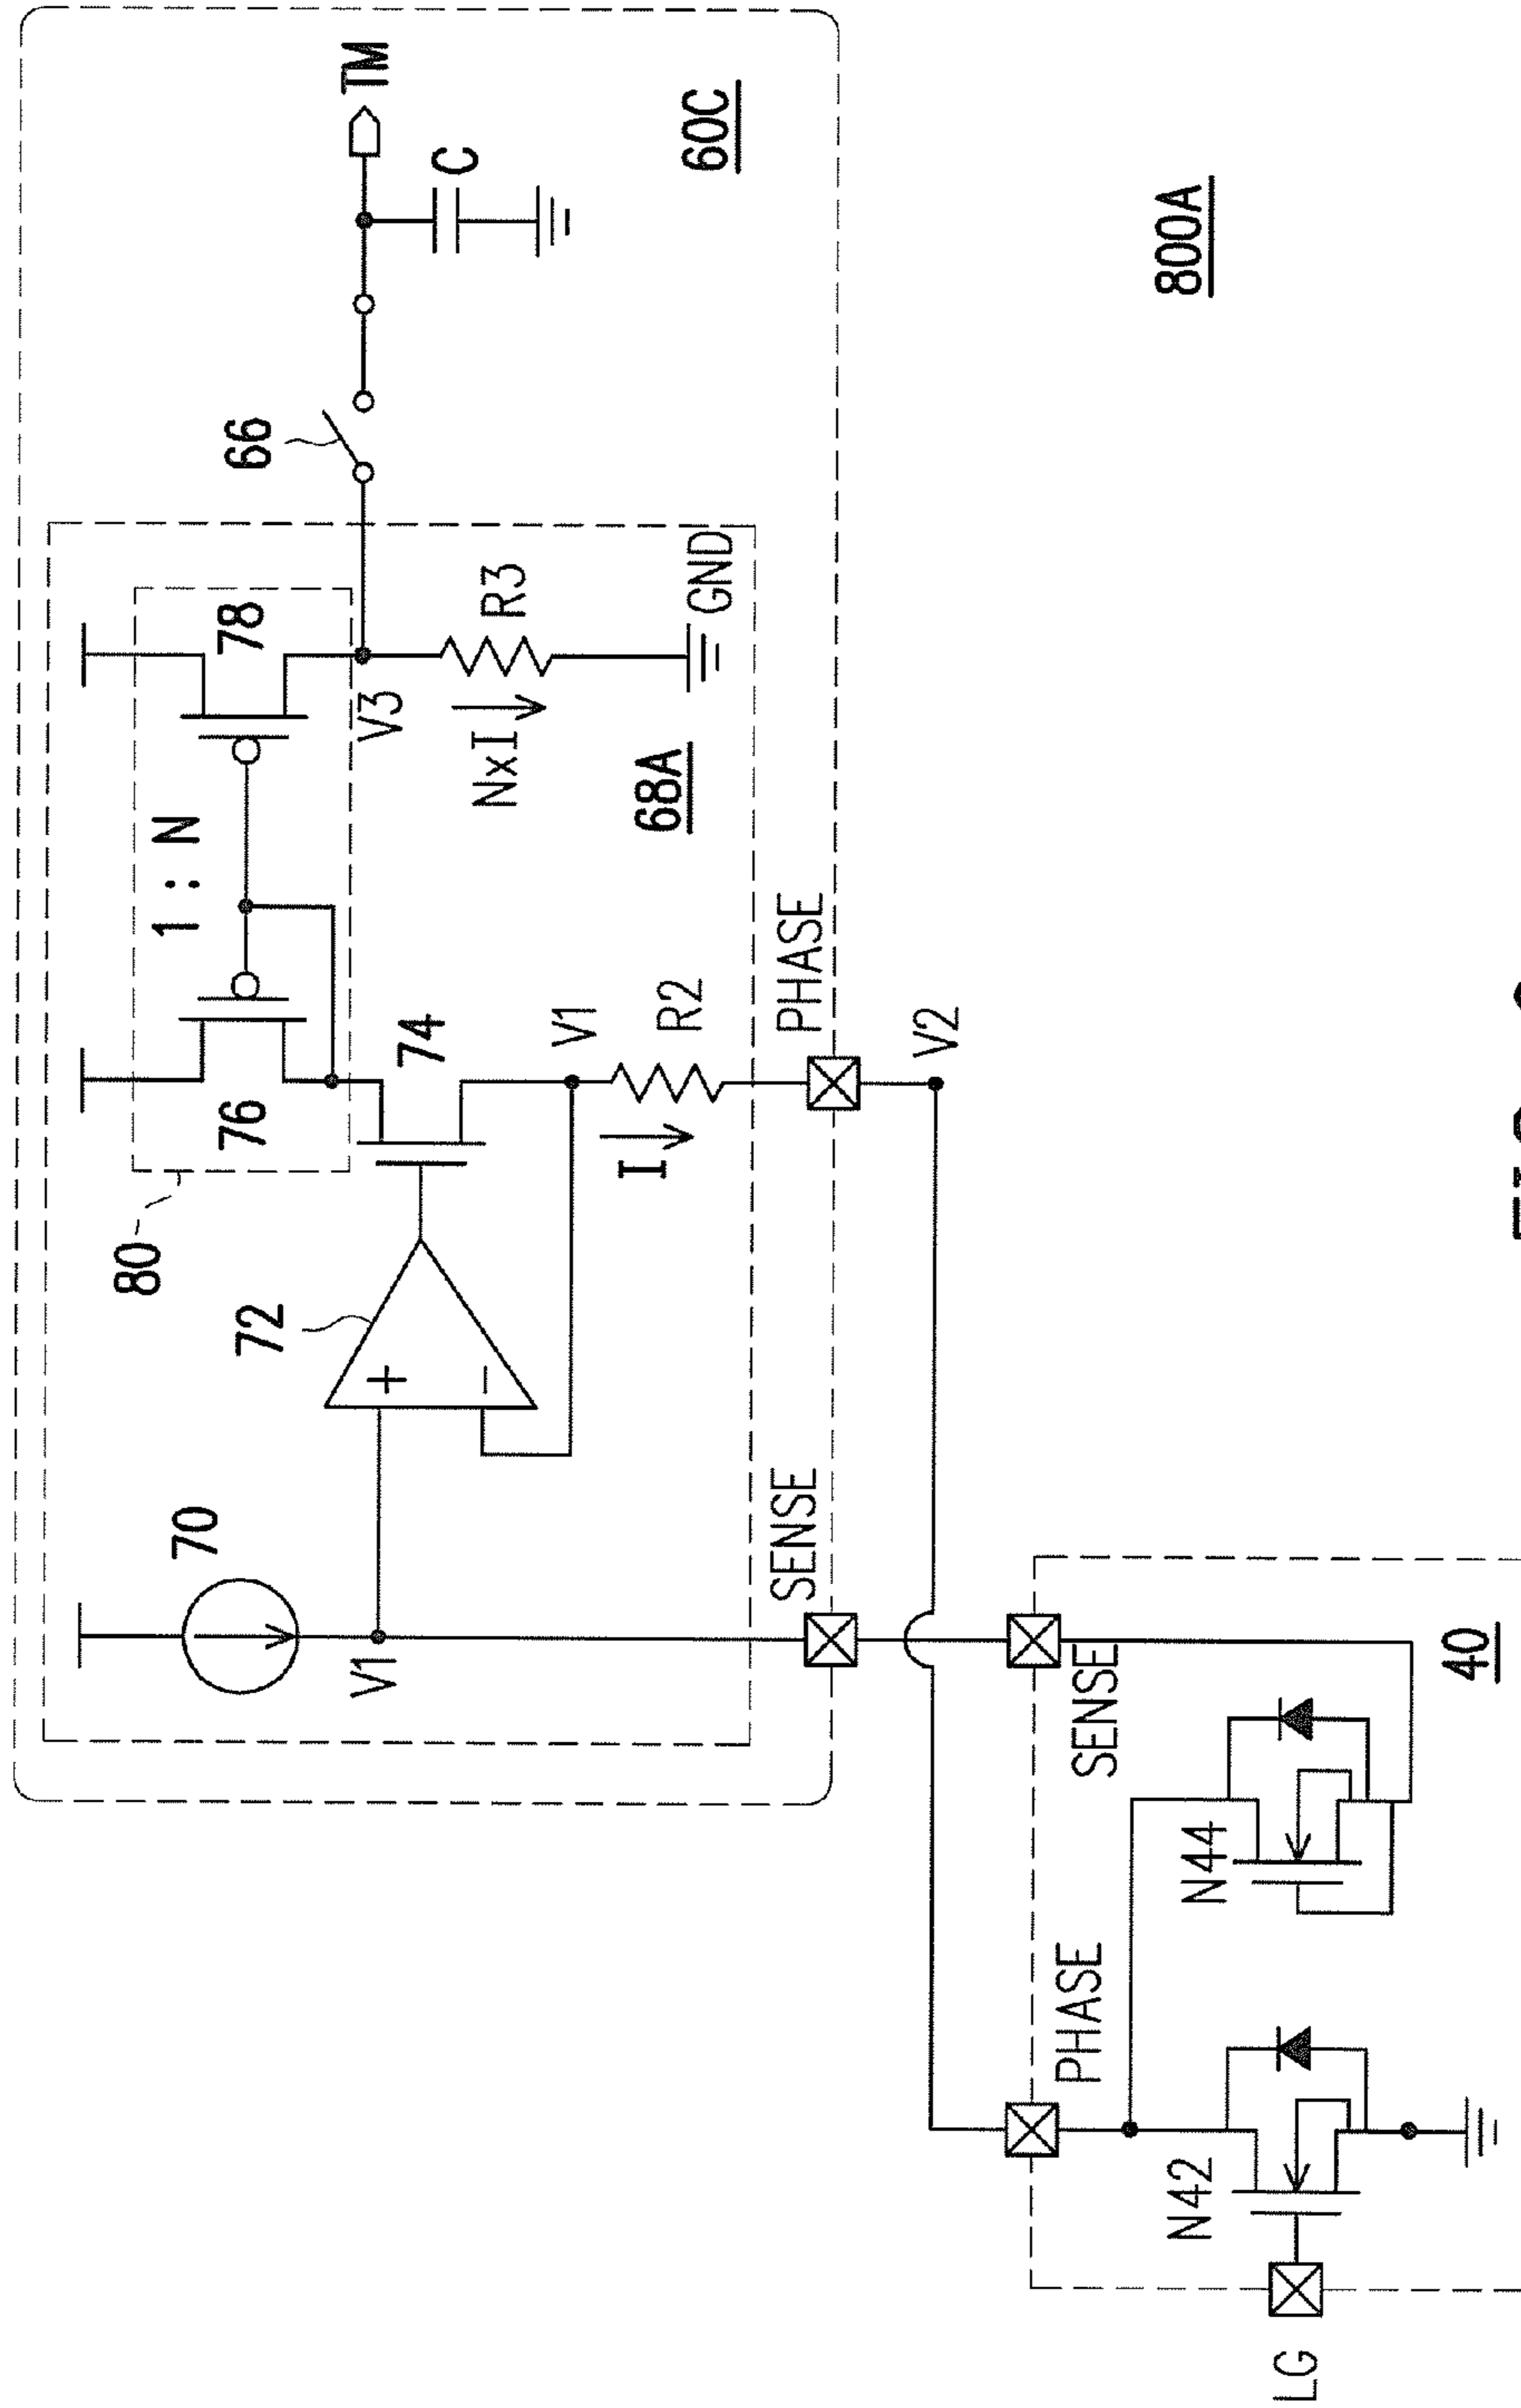 80
76
1 : N
78
70
72
74
66
TM
V1
V3
C
V1
NxI
R3
I
R2
68A
GND
60C
SENSE
PHASE
V2
SENSE
PHASE
N42
N44
LG
40
800A